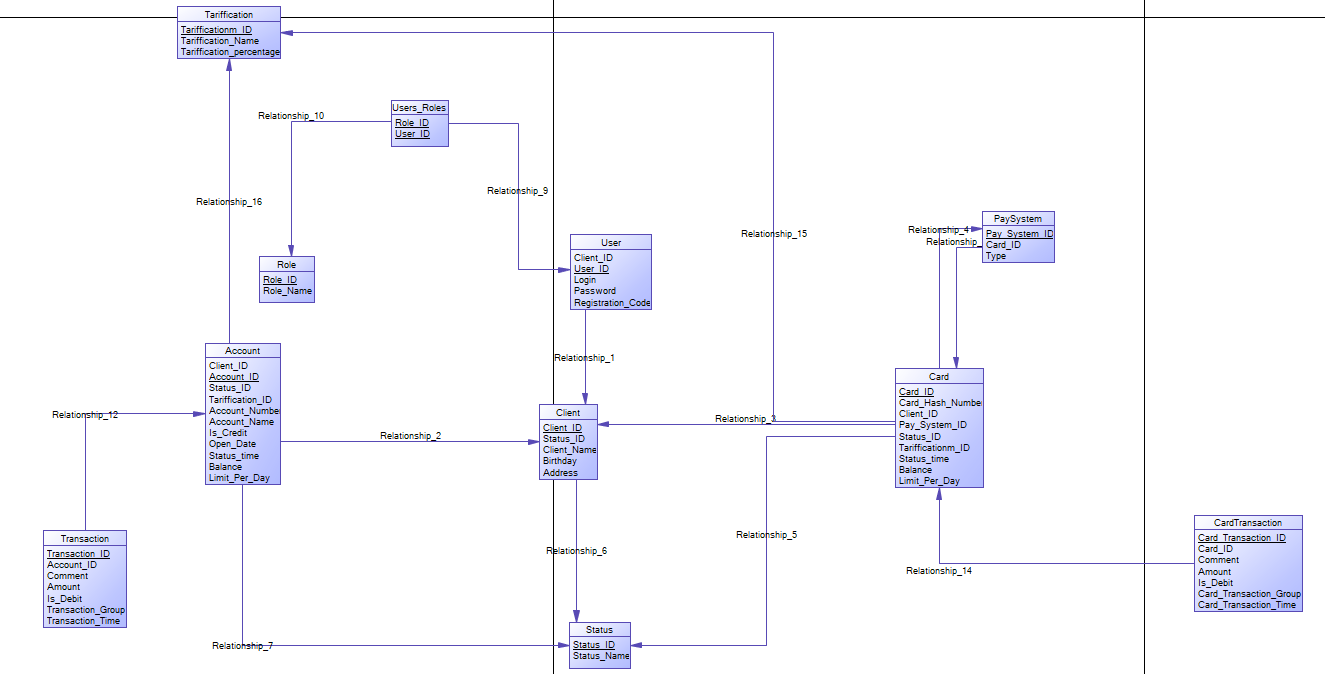 Tariffication
Tarifficationm_ID
Tariffication_Name
Tariffication_percentage
Users_Roles
Role_ID
User_ID
Relationship_10
Relationship_9
Relationship_16
Relationship_15
PaySystem
Pay_System_ID
Card_ID
Type
Relationship_4
Relationship_
User
Client_ID
User_ID
Login
Password
Registration_Code
Role
Role_ID
Role_Name
Account
Client_ID
Account_ID
Status_ID
Tariffication_ID
Account_Numbe
Account_Name
Is_Credit
Open_Date
Status_time
Balance
Limit_Per_Day
Relationship_1
Relationship_12
Relationship_2
Client
Client_ID
Status_ID
Client_Name
Birthday
Address
Relationship_3
Card
Card_ID
Card_Hash_Numbe
Client_ID
Pay_System_ID
Status_ID
Tarifficationm_ID
Status_time
Balance
Limit_Per_Day
Transaction
Transaction_ID
Account_ID
Comment
Amount
Is_Debit
Transaction_Group
Transaction_Time
Relationship_6
Relationship_5
Relationship_14
CardTransaction
Card_Transaction_ID
Card_ID
Comment
Amount
Is_Debit
Card_Transaction_Group
Card_Transaction_Time
Relationship_7
Status
Status_ID
Status_Name